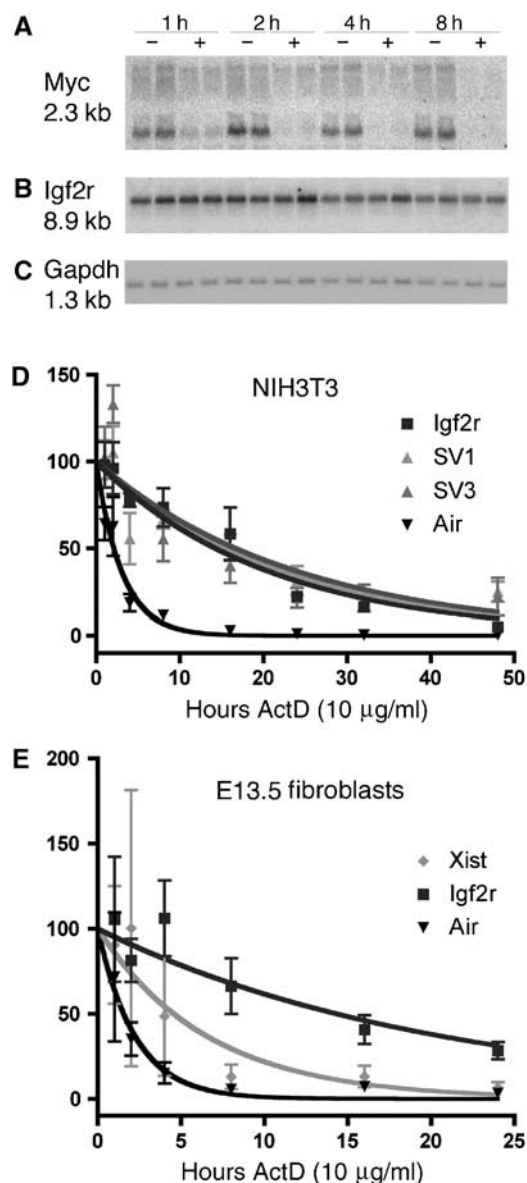 A
1 h 2 h 4 h 8 h
– + – + – + – +
Myc
2.3 kb
B Igf2r
8.9 kb
C Gapdh
1.3 kb
D
NIH3T3
150
100
50
0
Igf2r
SV1
SV3
Air
0 10 20 30 40 50
Hours ActD (10 μg/ml)
E
E13.5 fibroblasts
200
150
100
50
0
Xist
Igf2r
Air
0 5 10 15 20 25
Hours ActD (10 μg/ml)